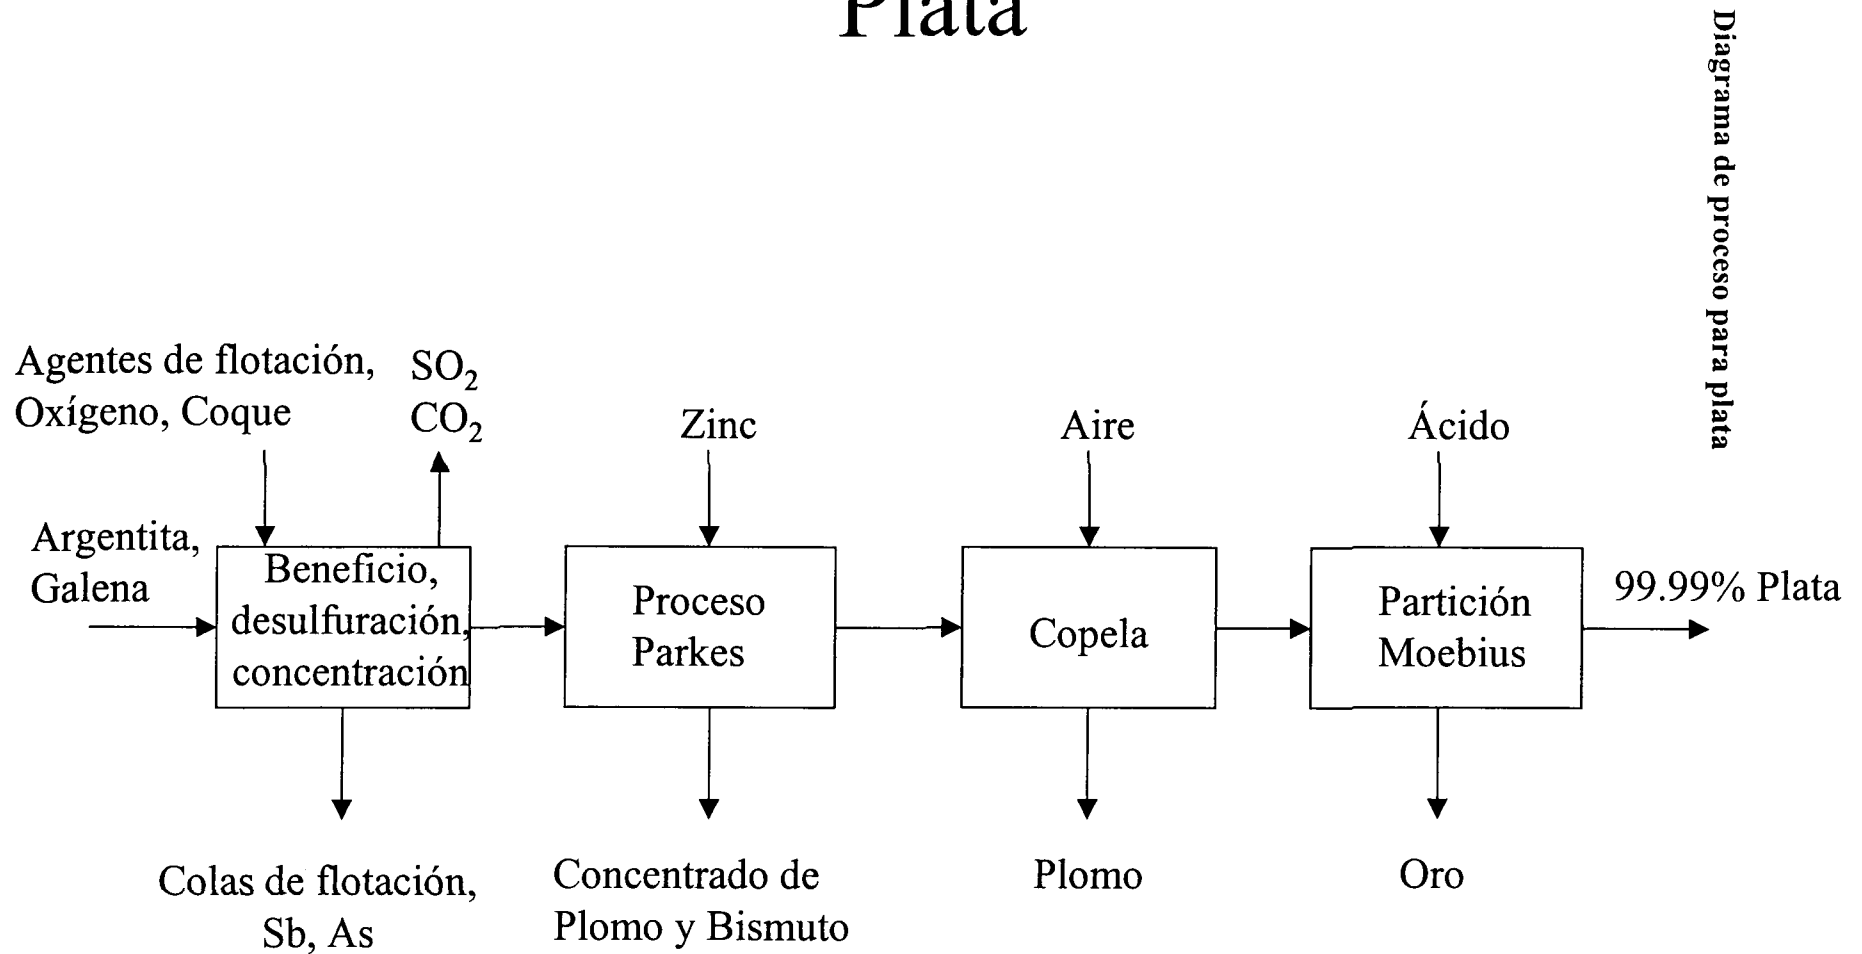 Plata
Diagrama de proceso para plata
Agentes de flotación,
Oxígeno, Coque
SO₂
CO₂
Zinc
Aire
Ácido
Argentita,
Galena
Beneficio,
desulfuración,
concentración
Proceso
Parkes
Copela
Partición
Moebius
99.99% Plata
Colas de flotación,
Sb, As
Concentrado de
Plomo y Bismuto
Plomo
Oro